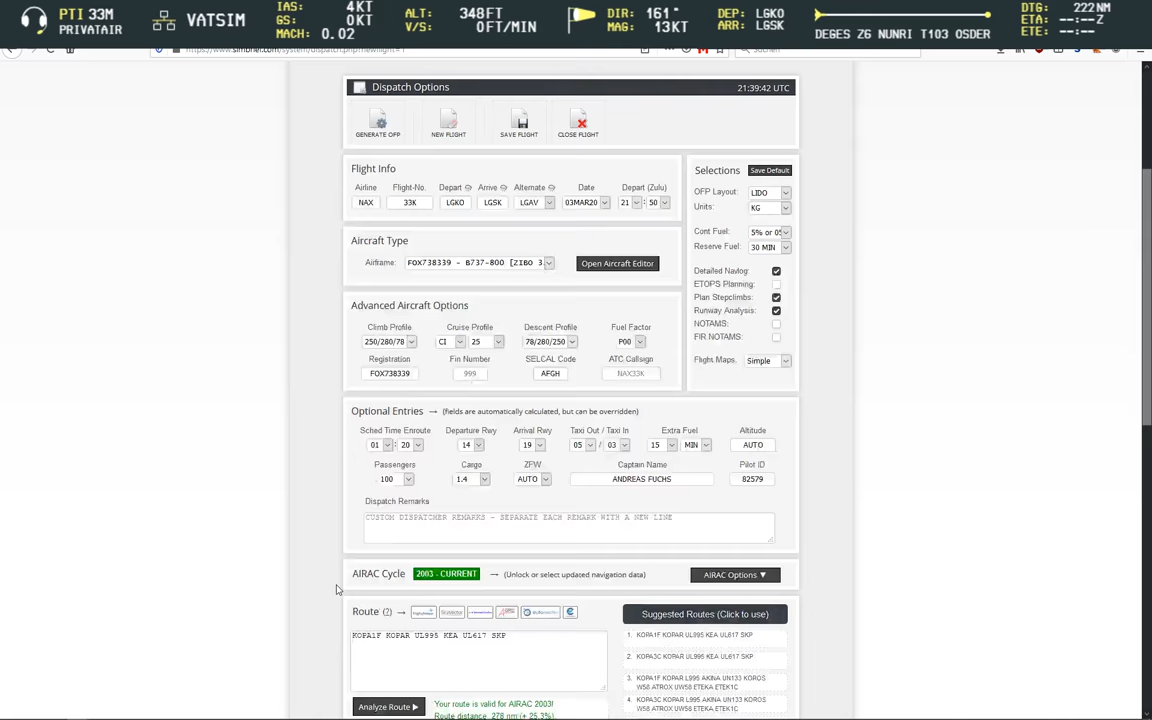 PTI 33M
PRIVATAIR
VATSIM
IAS: 4KT
GS: 0KT
MACH: 0.02
ALT: 348FT
V/S: 0FT/MIN
DIR: 161°
MAG: 13KT
DEP: LGKO
ARR: LGSK
DEGES Z6 NUNRI T103 OSDER
DTG: 222NM
ETA: --:--Z
ETE: --:--
Dispatch Options
21:39:42 UTC
GENERATE OFP
NEW FLIGHT
SAVE FLIGHT
CLOSE FLIGHT
Flight Info
Airline Flight-No. Depart Arrive Alternate Date Depart (Zulu)
NAX 33K LGKO LGSK LGAV 03MAR20 21 : 50
Selections Save Default
OFP Layout: LIDO
Units: KG
Cont Fuel: 5% or 05
Reserve Fuel: 30 MIN
Detailed Navlog:
ETOPS Planning:
Plan Stepclimbs:
Runway Analysis:
NOTAMS:
FIR NOTAMS:
Flight Maps: Simple
Aircraft Type
Airframe: FOX738339 - B737-800 [ZIBO 3. Open Aircraft Editor
Advanced Aircraft Options
Climb Profile Cruise Profile Descent Profile Fuel Factor
250/280/78 CI 25 78/280/250 P00
Registration Fin Number SELCAL Code ATC Callsign
FOX738339 999 AFGH NAX33K
Optional Entries → (fields are automatically calculated, but can be overridden)
Sched Time Enroute Departure Rwy Arrival Rwy Taxi Out / Taxi In Extra Fuel Altitude
01 : 20 14 19 05 / 03 15 MIN AUTO
Passengers Cargo ZFW Captain Name Pilot ID
100 1.4 AUTO ANDREAS FUCHS 82579
Dispatch Remarks
CUSTOM DISPATCHER REMARKS - SEPARATE EACH REMARK WITH A NEW LINE
AIRAC Cycle 2003 - CURRENT → (Unlock or select updated navigation data) AIRAC Options ▼
Route (?) →
KOPA1F KOPAR UL995 KEA UL617 SKP
Analyze Route ▶
Your route is valid for AIRAC 2003!
Route distance 278 nm (+ 25.3%)
Suggested Routes (Click to use)
1. KOPA1F KOPAR UL995 KEA UL617 SKP
2. KOPA3C KOPAR UL995 KEA UL617 SKP
3. KOPA1F KOPAR L995 AKINA UN133 KOROS
W58 ATROX UW58 ETEKA ETEK1C
4. KOPA3C KOPAR L995 AKINA UN133 KOROS
W58 ATROX UW58 ETEKA ETEK1C